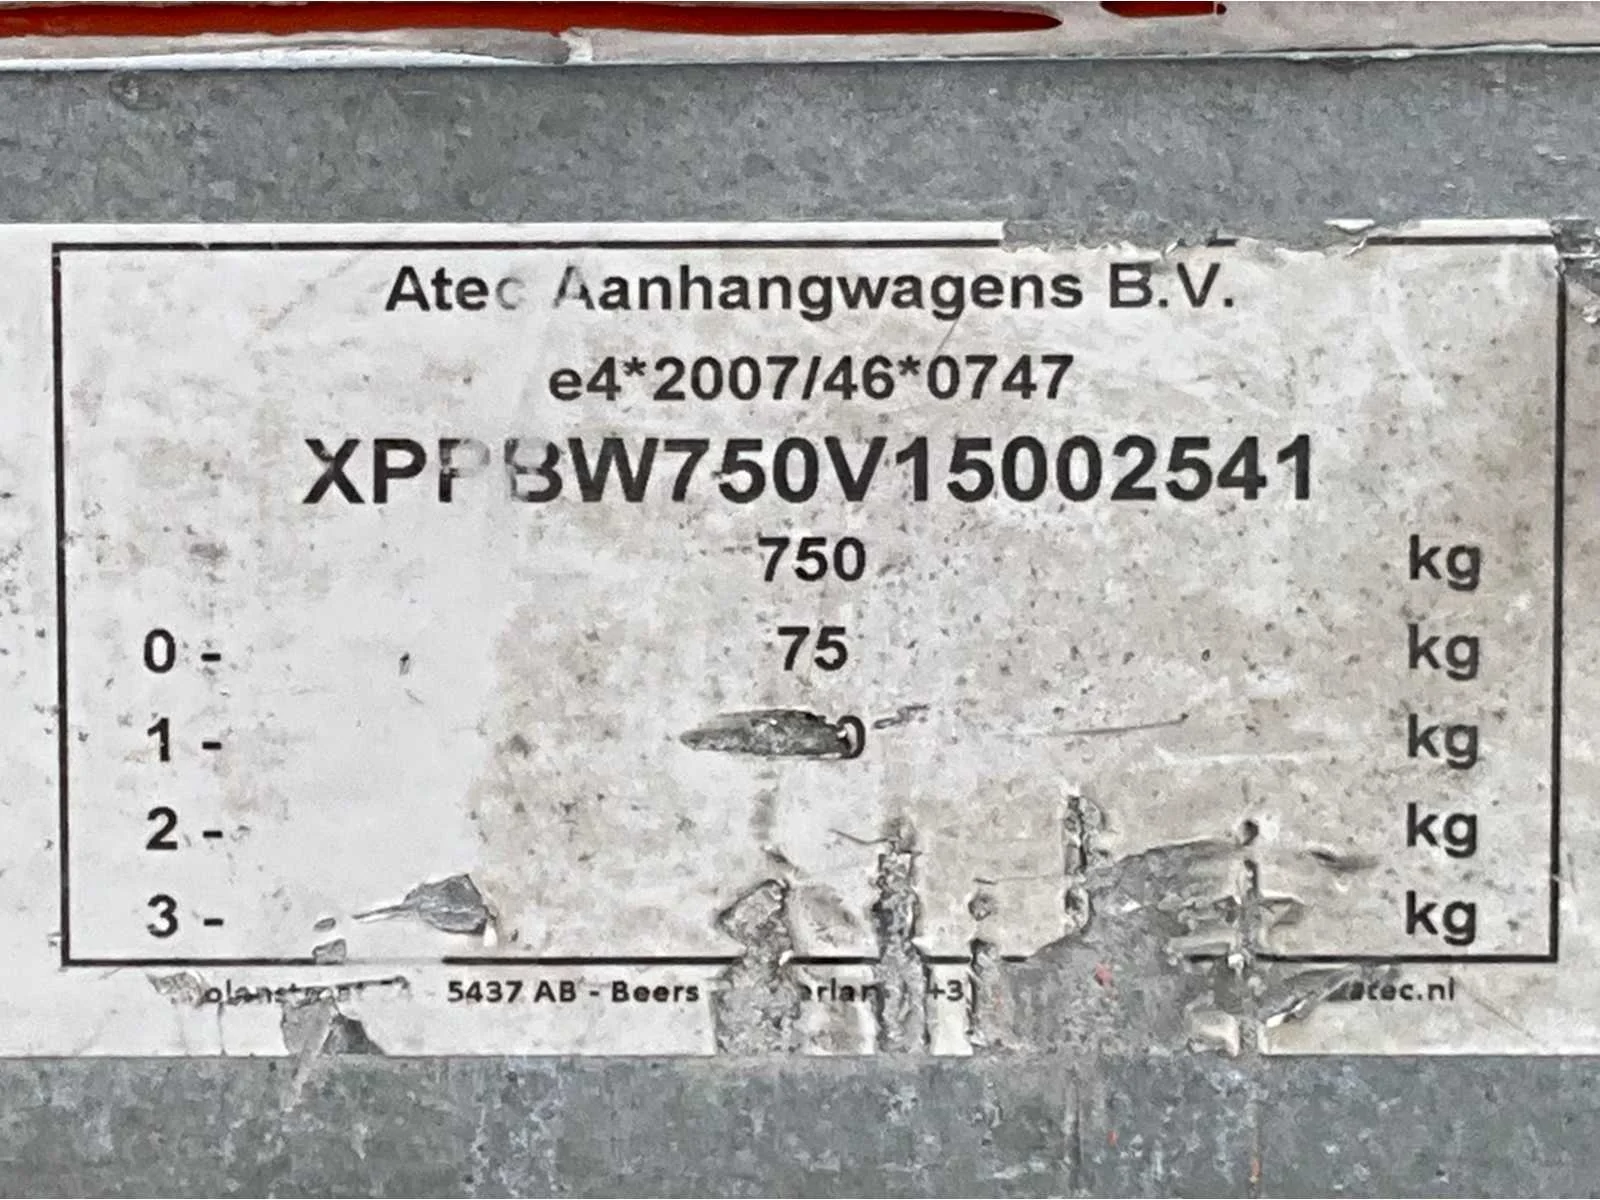 Atec Aanhangwagens B.V.
e4*2007/46*0747
XPPBW750V15002541
750 kg
0 - 75 kg
1 - kg
2 - kg
3 - kg
5437 AB - Beers